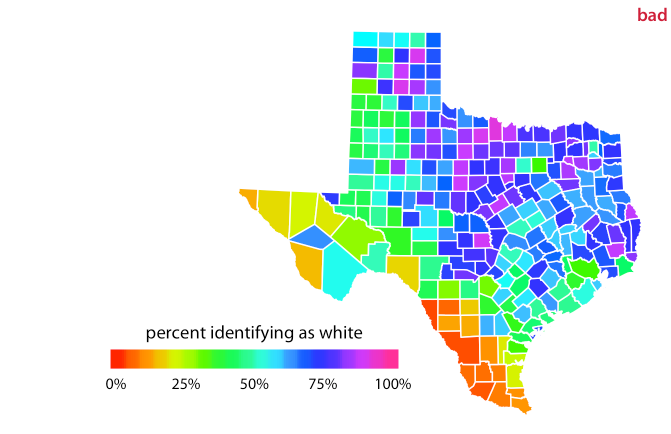 bad
percent identifying as white
0% 25% 50% 75% 100%